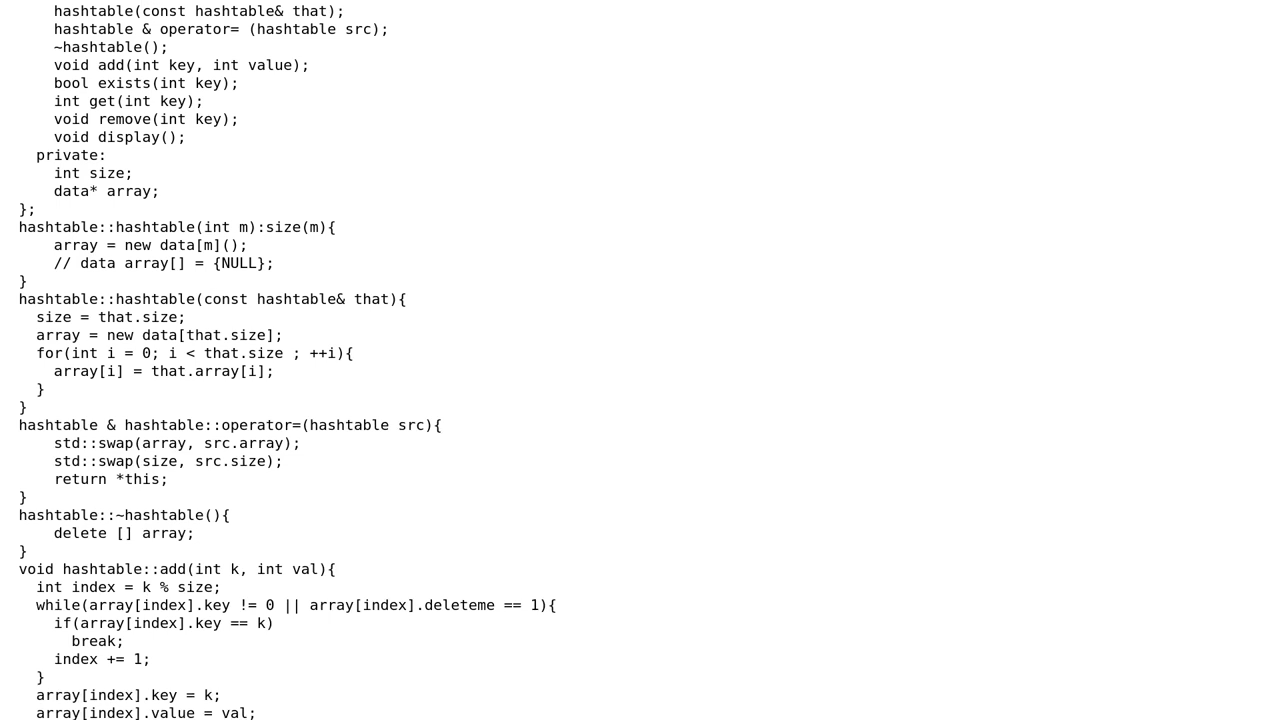 hashtable(const hashtable& that);
hashtable & operator= (hashtable src);
~hashtable();
void add(int key, int value);
bool exists(int key);
int get(int key);
void remove(int key);
void display();
private:
int size;
data* array;
};
hashtable::hashtable(int m):size(m){
array = new data[m]();
// data array[] = {NULL};
}
hashtable::hashtable(const hashtable& that){
size = that.size;
array = new data[that.size];
for(int i = 0; i < that.size ; ++i){
array[i] = that.array[i];
}
}
hashtable & hashtable::operator=(hashtable src){
std::swap(array, src.array);
std::swap(size, src.size);
return *this;
}
hashtable::~hashtable(){
delete [] array;
}
void hashtable::add(int k, int val){
int index = k % size;
while(array[index].key != 0 || array[index].deleteme == 1){
if(array[index].key == k)
break;
index += 1;
}
array[index].key = k;
array[index].value = val;